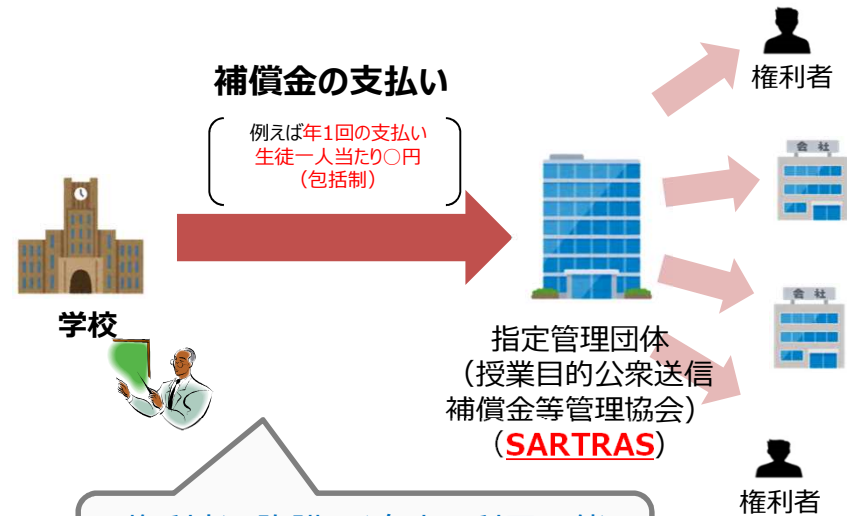 権利者
補償金の支払い
例えば年1回の支払い
生徒一人当たり○円
（包括制）
会 社
学校
会 社
指定管理団体
（授業目的公衆送信
補償金等管理協会）
（SARTRAS）
権利者